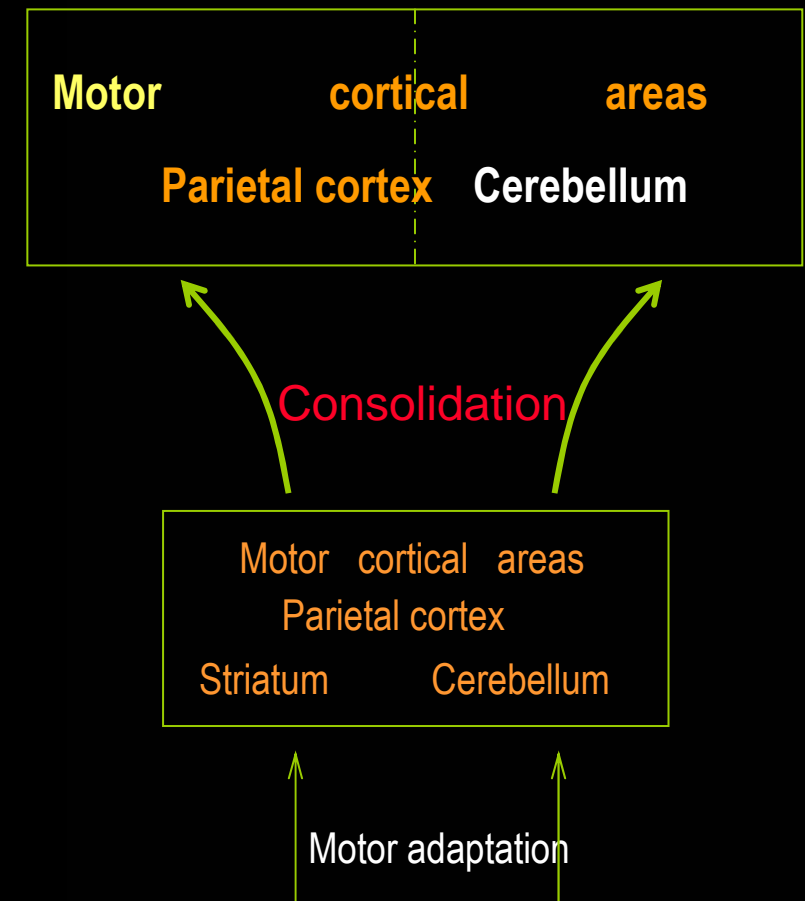 Motor cortical areas
Parietal cortex Cerebellum
Consolidation
Motor cortical areas
Parietal cortex
Striatum Cerebellum
Motor adaptation